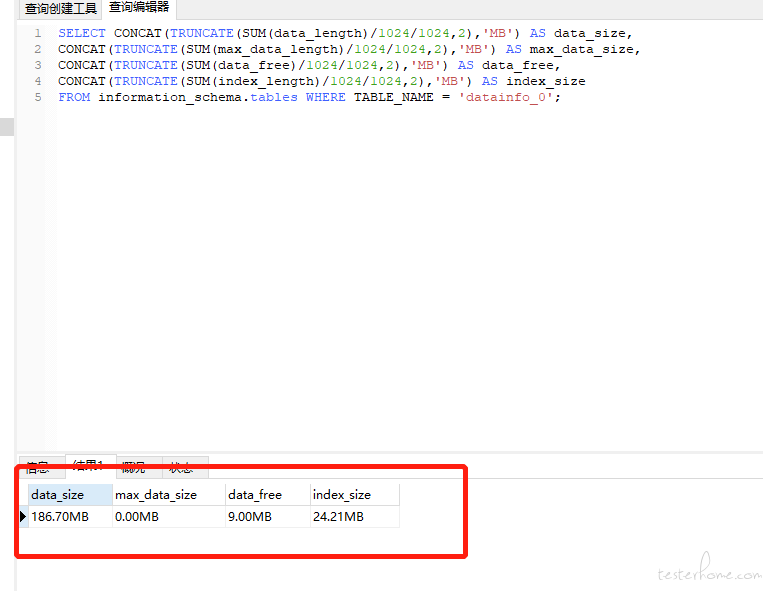 查询创建工具 查询编辑器
1 SELECT CONCAT(TRUNCATE(SUM(data_length)/1024/1024,2),'MB') AS data_size,
2 CONCAT(TRUNCATE(SUM(max_data_length)/1024/1024,2),'MB') AS max_data_size,
3 CONCAT(TRUNCATE(SUM(data_free)/1024/1024,2),'MB') AS data_free,
4 CONCAT(TRUNCATE(SUM(index_length)/1024/1024,2),'MB') AS index_size
5 FROM information_schema.tables WHERE TABLE_NAME = 'datainfo_0';
信息 结果1 概况 状态
data_size max_data_size data_free index_size
186.70MB 0.00MB 9.00MB 24.21MB
testerhome.com